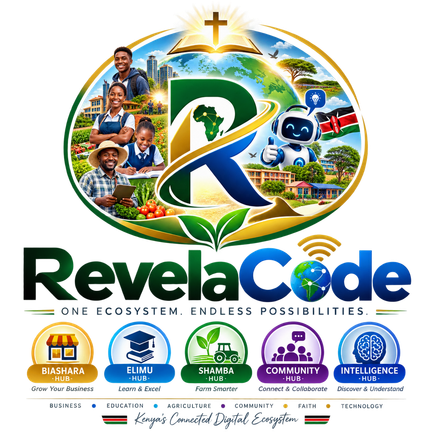 R
RevelaCode
ONE ECOSYSTEM. ENDLESS POSSIBILITIES.
BIASHARA
HUB
Grow Your Business
ELIMU
HUB
Learn & Excel
SHAMBA
HUB
Farm Smarter
COMMUNITY
HUB
Connect & Collaborate
INTELLIGENCE
HUB
Discover & Understand
BUSINESS • EDUCATION • AGRICULTURE • COMMUNITY • FAITH • TECHNOLOGY
Kenya's Connected Digital Ecosystem